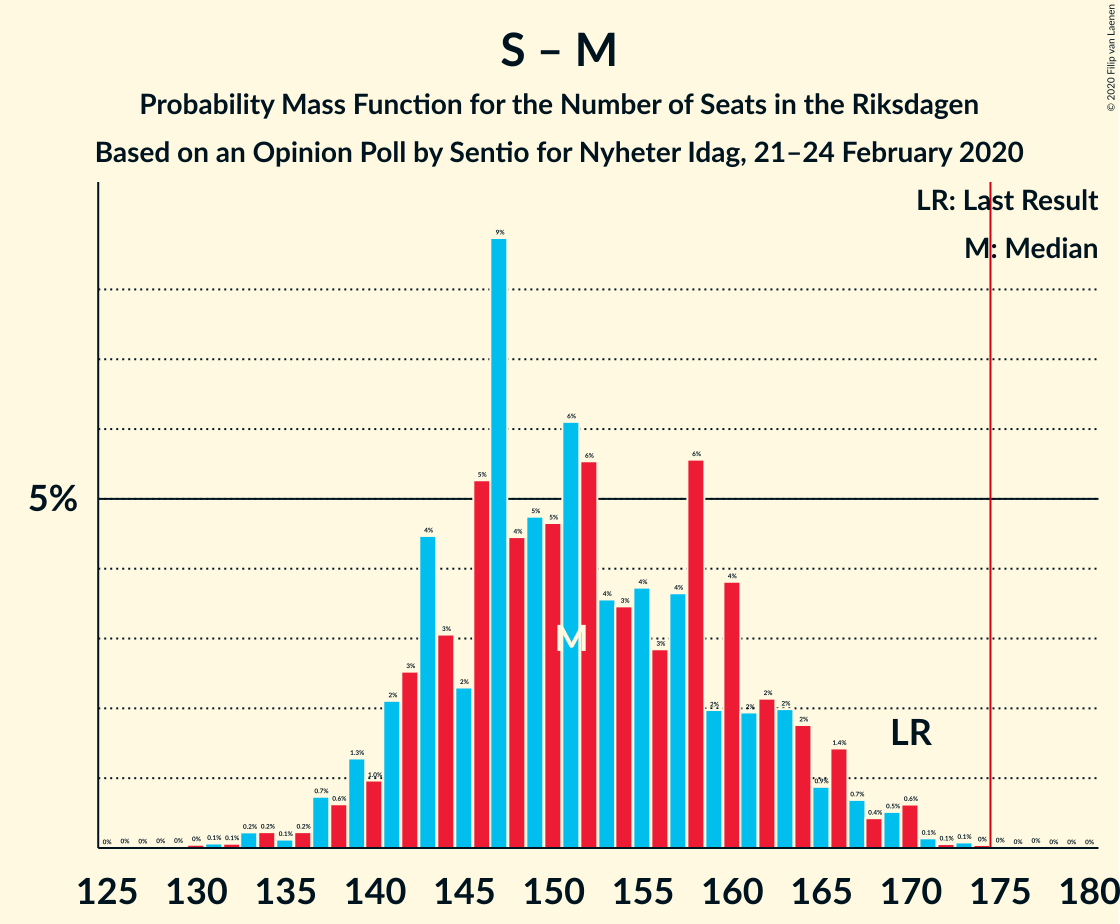 S – M
Probability Mass Function for the Number of Seats in the Riksdagen
Based on an Opinion Poll by Sentio for Nyheter Idag, 21–24 February 2020
© 2020 Filip van Laenen
LR: Last Result
M: Median
5%
0% 0% 0% 0% 0% 0% 0.1% 0.1% 0.2% 0.2% 0.1% 0.2% 0.7% 0.6% 1.3% 1.0% 2% 3% 4% 3% 2% 5% 9% 4% 5% 5% 6% 6% 4% 3% 4% 3% 4% 6% 2% 4% 2% 2% 2% 2% 0.9% 1.4% 0.7% 0.4% 0.5% 0.6% 0.1% 0.1% 0.1% 0% 0% 0% 0% 0% 0% 0%
M
LR
125 130 135 140 145 150 155 160 165 170 175 180